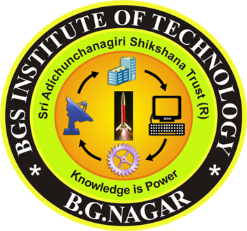 BGS INSTITUTE OF TECHNOLOGY
Sri Adichunchanagiri Shikshana Trust (R)
Knowledge is Power
* B.G.NAGAR *